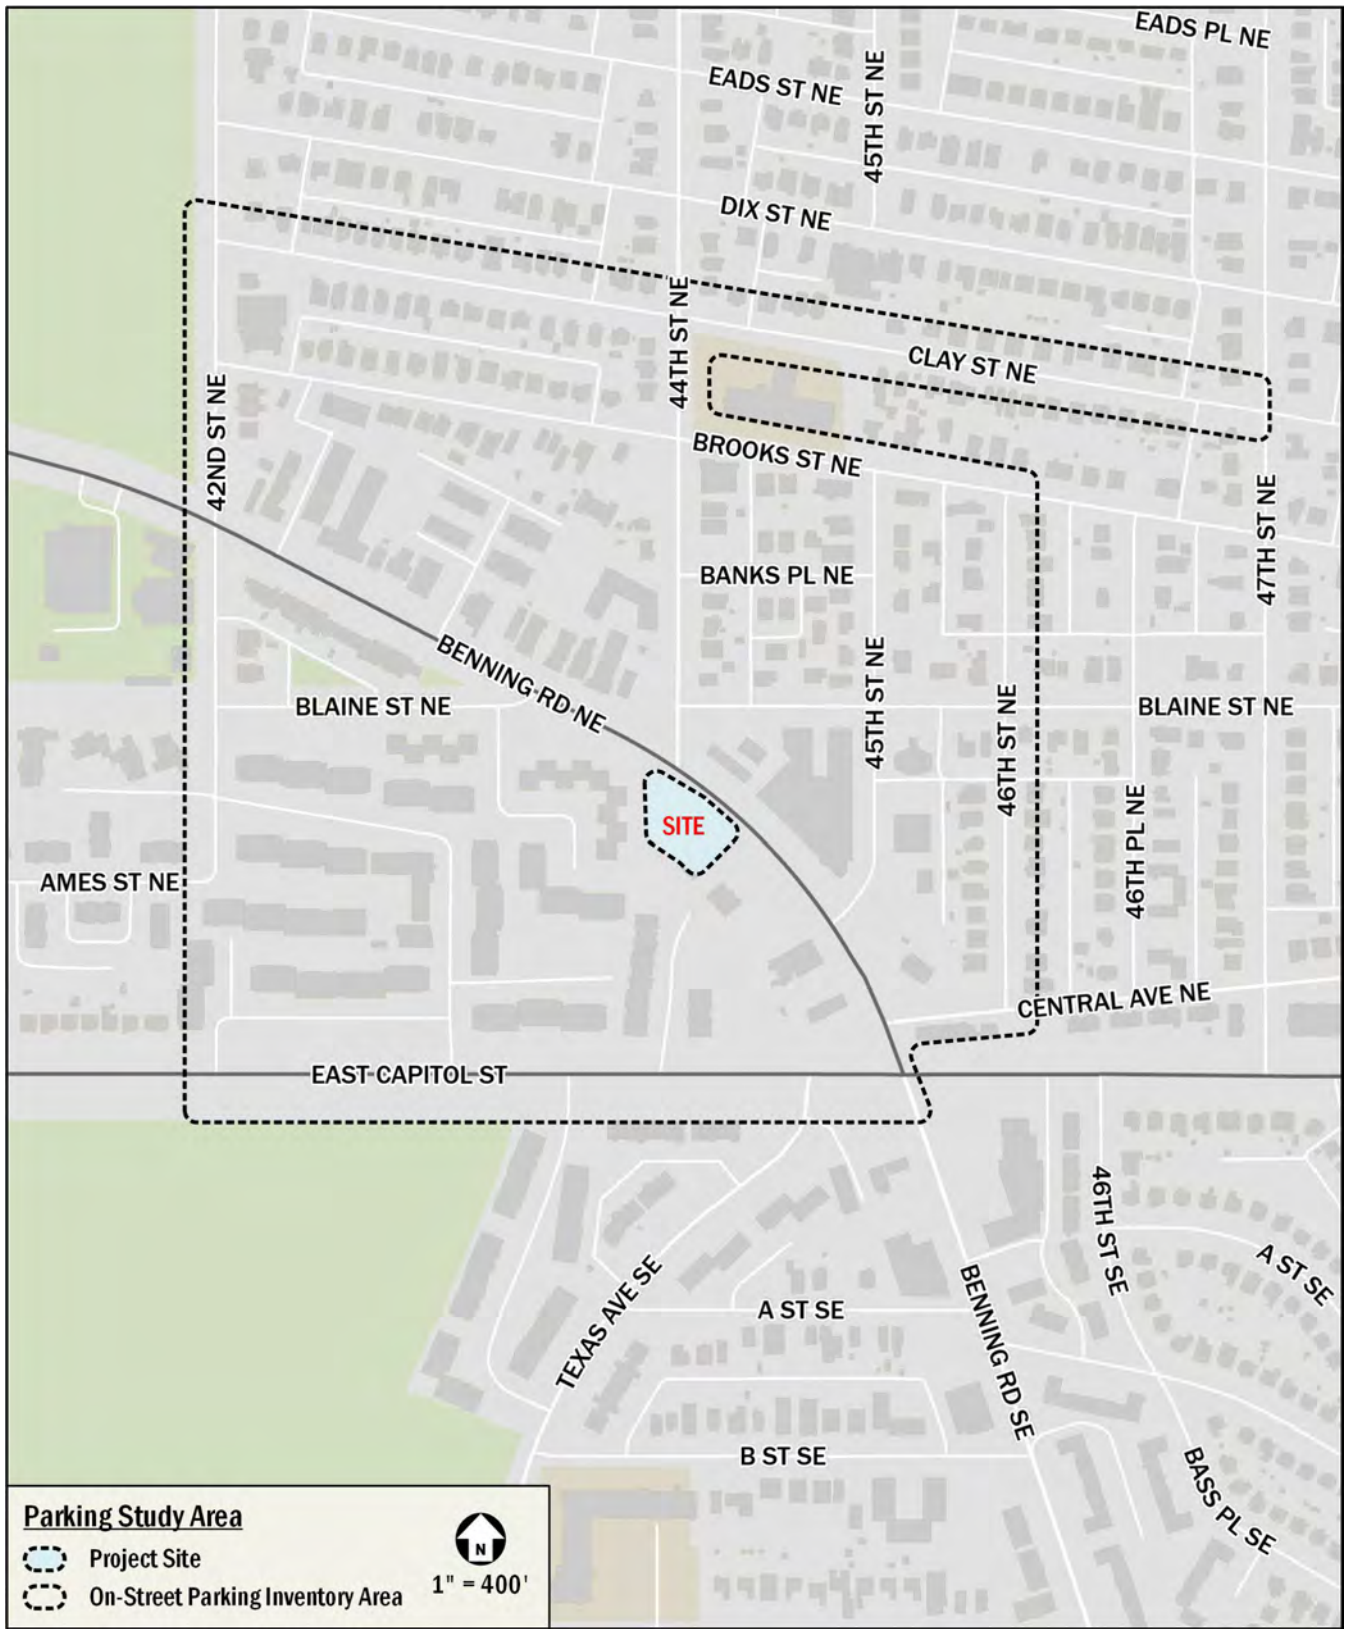 EADS PL NE
EADS ST NE
45TH ST NE
DIX ST NE
44TH ST NE
CLAY ST NE
42ND ST NE
BROOKS ST NE
47TH ST NE
BANKS PL NE
BENNING RD NE
45TH ST NE
46TH ST NE
BLAINE ST NE
BLAINE ST NE
46TH PL NE
SITE
AMES ST NE
CENTRAL AVE NE
EAST CAPITOL ST
46TH ST SE
A ST SE
TEXAS AVE SE
A ST SE
BENNING RD SE
B ST SE
BASS PL SE
Parking Study Area
Project Site
On-Street Parking Inventory Area
N
1" = 400'